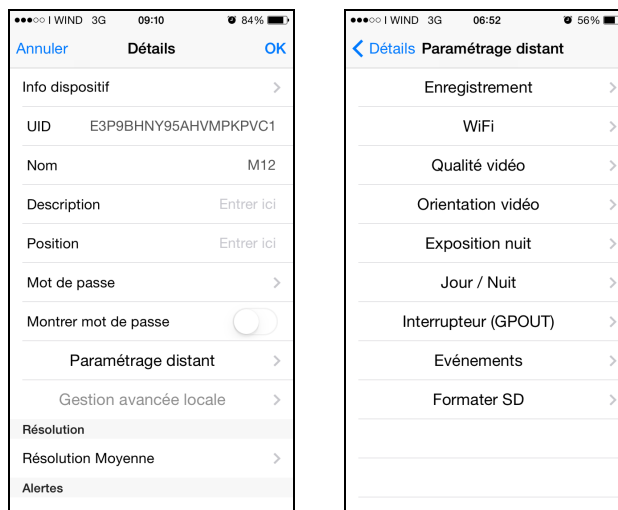 ●●●○○ I WIND 3G 09:10 84%
Annuler Détails OK
Info dispositif
UID E3P9BHNY95AHVMPKPVC1
Nom M12
Description Entrer ici
Position Entrer ici
Mot de passe
Montrer mot de passe
Paramétrage distant
Gestion avancée locale
Résolution
Résolution Moyenne
Alertes
●●●○○ I WIND 3G 06:52 56%
Détails Paramétrage distant
Enregistrement
WiFi
Qualité vidéo
Orientation vidéo
Exposition nuit
Jour / Nuit
Interrupteur (GPOUT)
Evénements
Formater SD